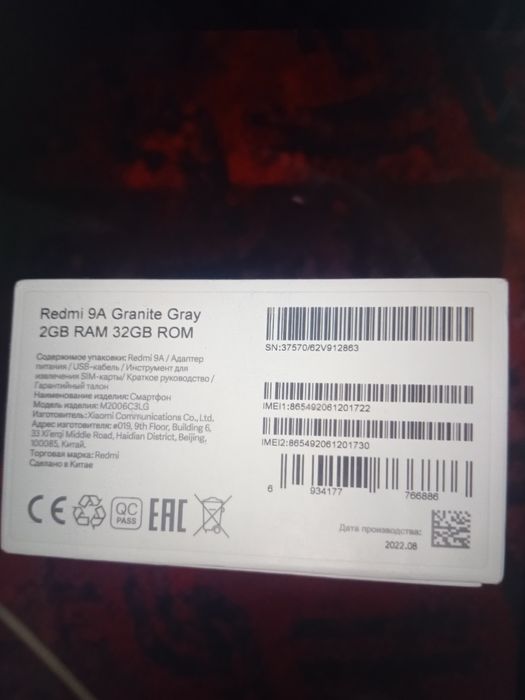 Redmi 9A Granite Gray
2GB RAM 32GB ROM
Содержимое упаковки: Redmi 9A / Адаптер
питания / USB-кабель / Инструмент для
извлечения SIM-карты/ Краткое руководство /
Гарантийный талон
Наименование изделия: Смартфон
Модель изделия: M2006C3LG
Изготовитель: Xiaomi Communications Co., Ltd.
Адрес изготовителя: #019, 9th Floor, Building 6,
33 Xi'erqi Middle Road, Haidian District, Beijing,
100085, Китай.
Торговая марка: Redmi
Сделано в Китае
CE
QC
PASS
EAC
SN:37570/62V912863
IMEI1:865492061201722
IMEI2:865492061201730
6 934177 766886
Дата производства:
2022.08